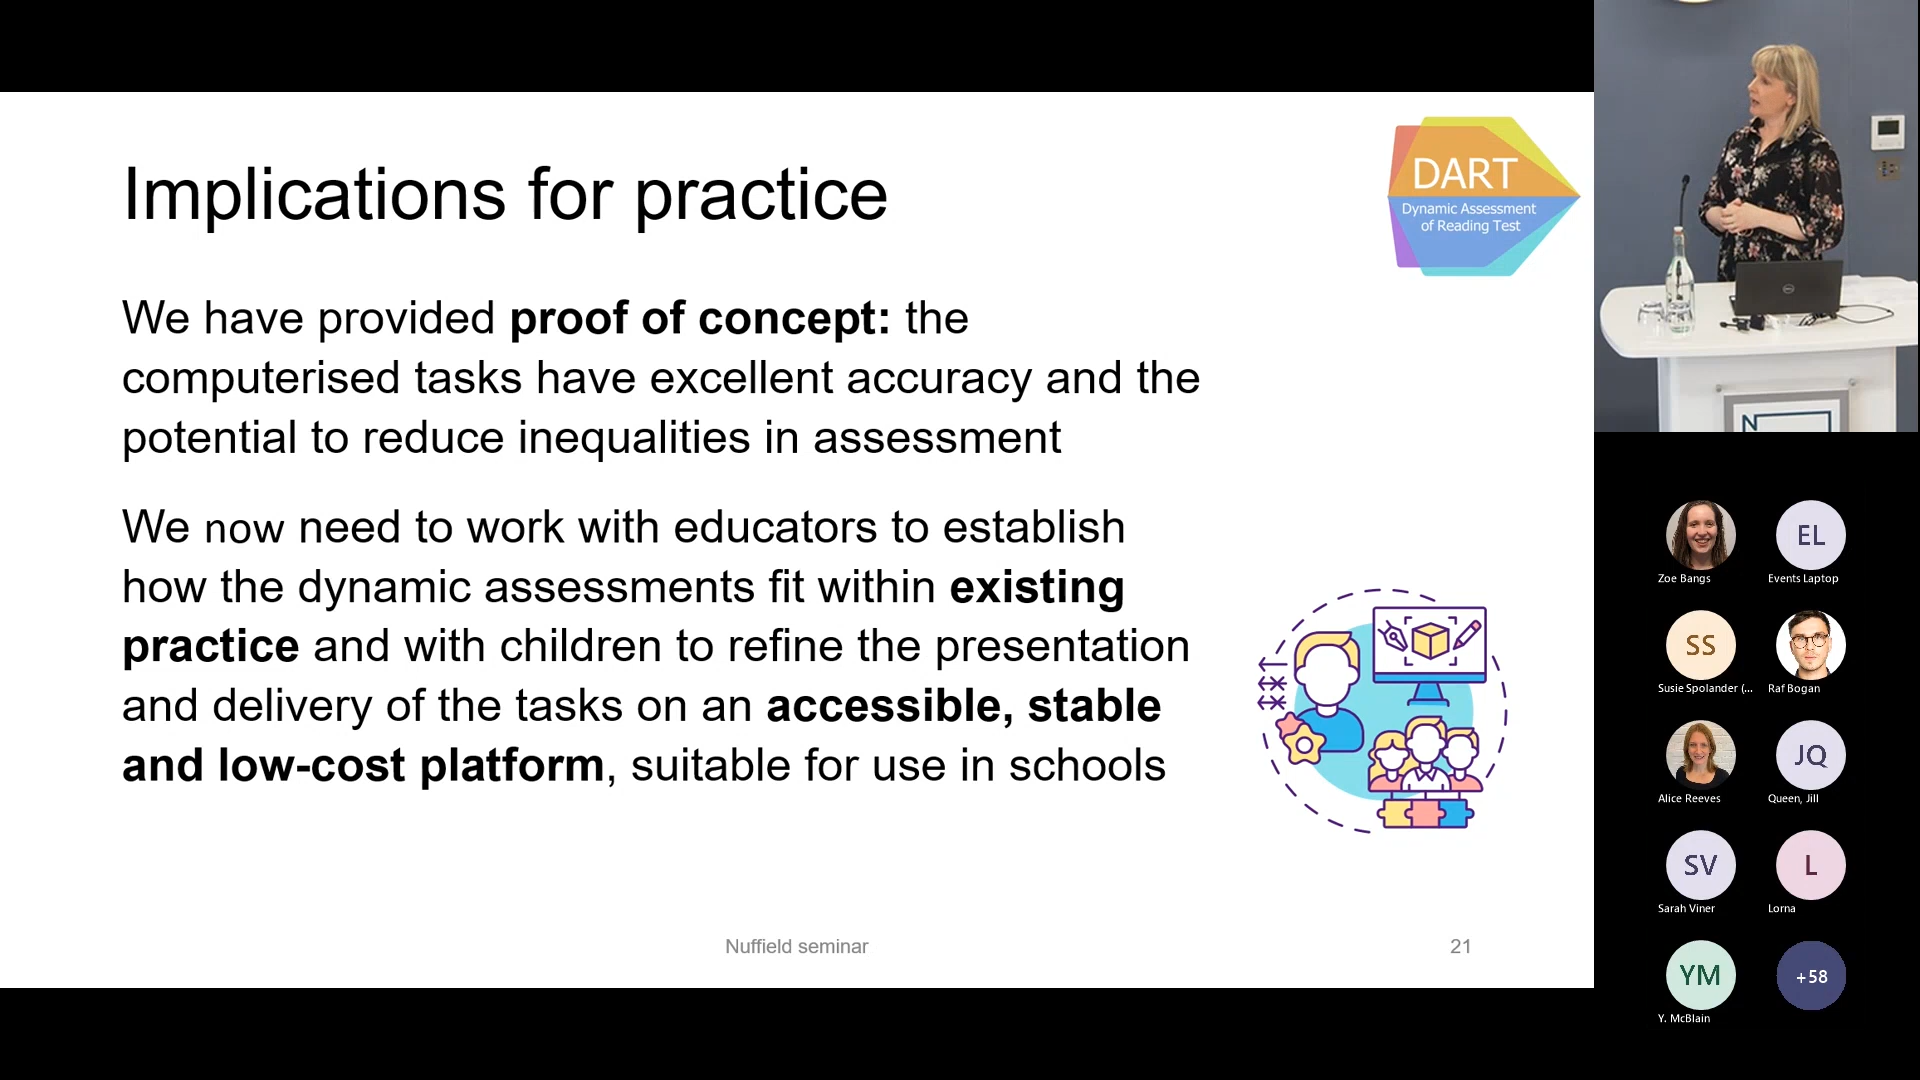 Implications for practice
DART
Dynamic Assessment
of Reading Test
We have provided proof of concept: the
computerised tasks have excellent accuracy and the
potential to reduce inequalities in assessment
We now need to work with educators to establish
how the dynamic assessments fit within existing
practice and with children to refine the presentation
and delivery of the tasks on an accessible, stable
and low-cost platform, suitable for use in schools
Nuffield seminar
21
N
EL
Zoe Bangs
Events Laptop
SS
Susie Spolander (...
Raf Bogan
JQ
Alice Reeves
Queen, Jill
SV
L
Sarah Viner
Lorna
YM
+58
Y. McBlain